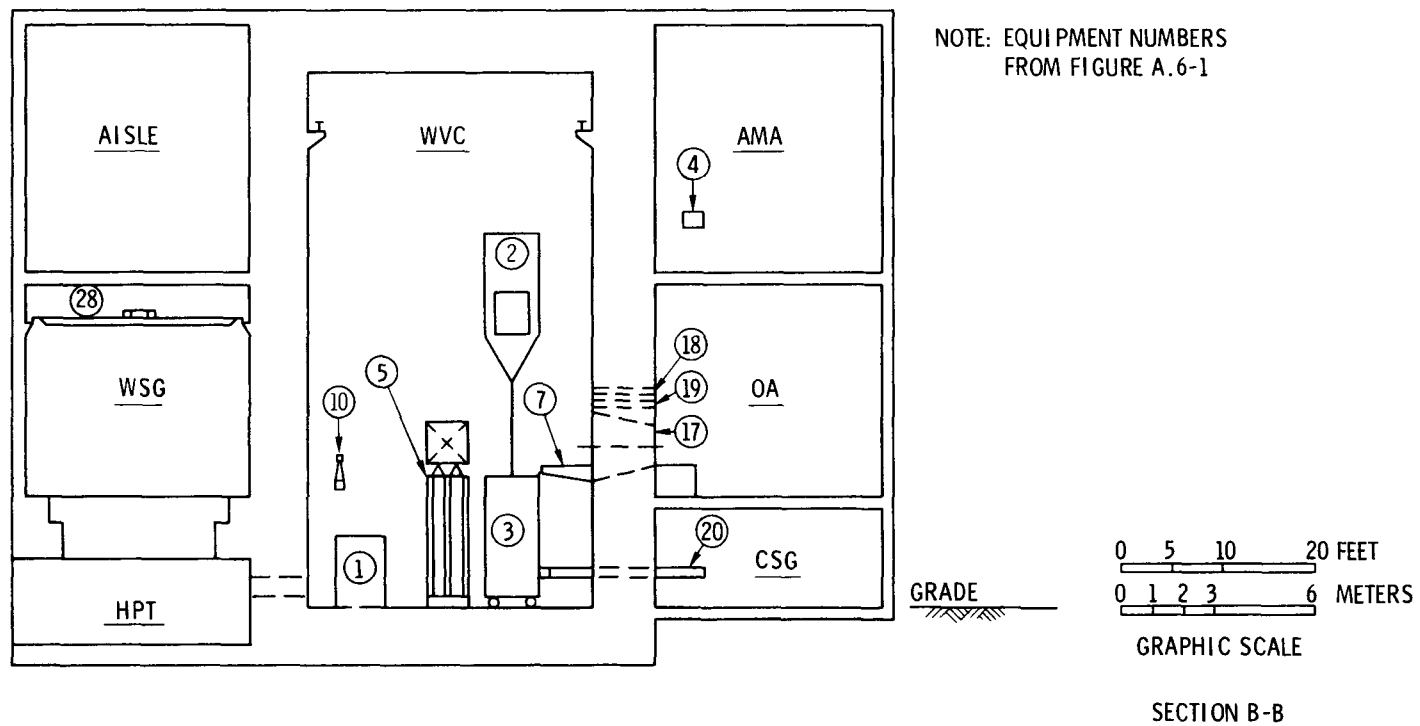 NOTE: EQUIPMENT NUMBERS
FROM FIGURE A.6-1
AISLE
WVC
AMA
4
2
28
18
5
19
WSG
OA
7
10
17
3
20
1
CSG
0 5 10 20 FEET
GRADE
0 1 2 3 6 METERS
HPT
GRAPHIC SCALE
SECTION B-B